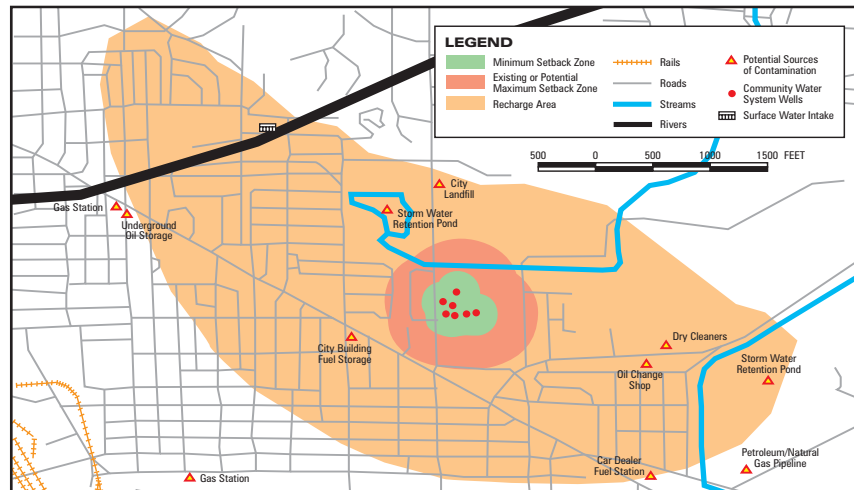 LEGEND
Minimum Setback Zone
Existing or Potential
Maximum Setback Zone
Recharge Area
Rails
Roads
Streams
Rivers
Potential Sources
of Contamination
Community Water
System Wells
Surface Water Intake
500 0 500 1000 1500 FEET
City
Landfill
Gas Station
Storm Water
Retention Pond
Underground
Oil Storage
City Building
Fuel Storage
Dry Cleaners
Oil Change
Shop
Storm Water
Retention Pond
Car Dealer
Fuel Station
Petroleum/Natural
Gas Pipeline
Gas Station